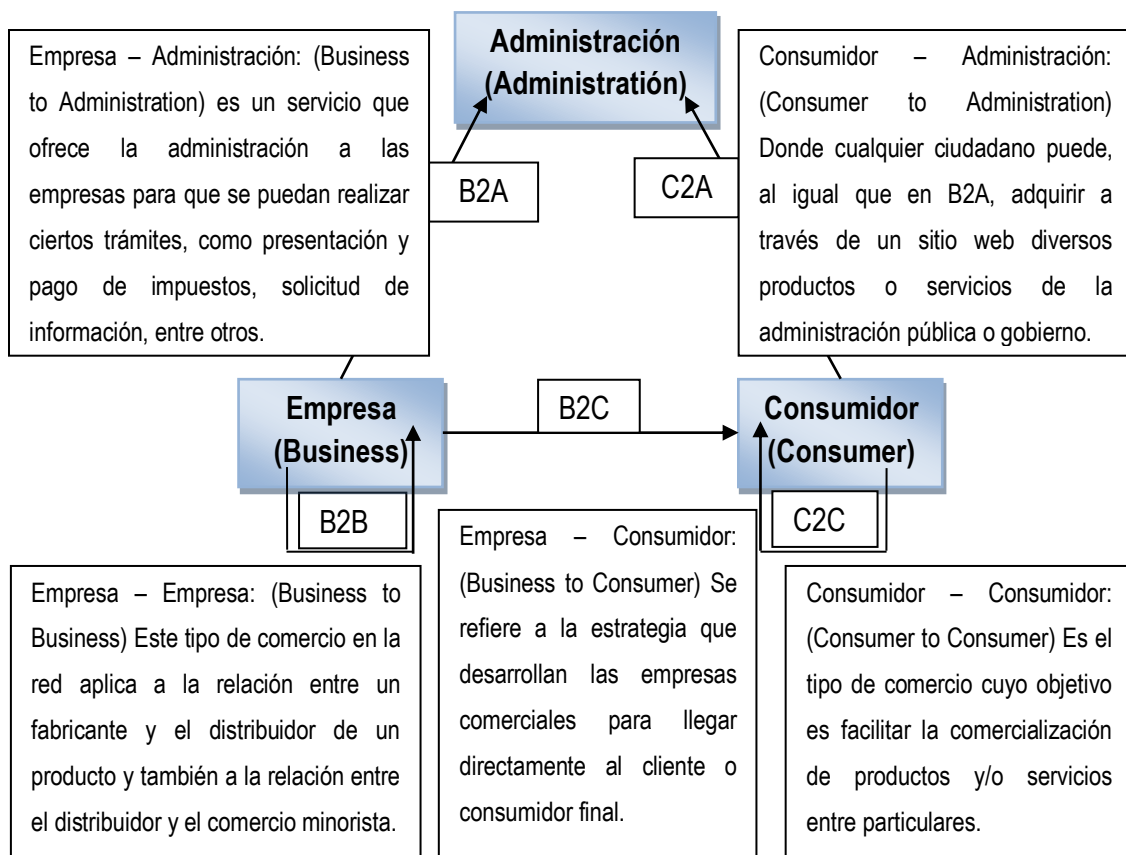 Administración
(Administratión)
Empresa – Administración: (Business
to Administration) es un servicio que
ofrece la administración a las
empresas para que se puedan realizar
ciertos trámites, como presentación y
pago de impuestos, solicitud de
información, entre otros.
B2A
C2A
Consumidor – Administración:
(Consumer to Administration)
Donde cualquier ciudadano puede,
al igual que en B2A, adquirir a
través de un sitio web diversos
productos o servicios de la
administración pública o gobierno.
Empresa
(Business)
B2C
Consumidor
(Consumer)
B2B
C2C
Empresa – Empresa: (Business to
Business) Este tipo de comercio en la
red aplica a la relación entre un
fabricante y el distribuidor de un
producto y también a la relación entre
el distribuidor y el comercio minorista.
Empresa – Consumidor:
(Business to Consumer) Se
refiere a la estrategia que
desarrollan las empresas
comerciales para llegar
directamente al cliente o
consumidor final.
Consumidor – Consumidor:
(Consumer to Consumer) Es el
tipo de comercio cuyo objetivo
es facilitar la comercialización
de productos y/o servicios
entre particulares.